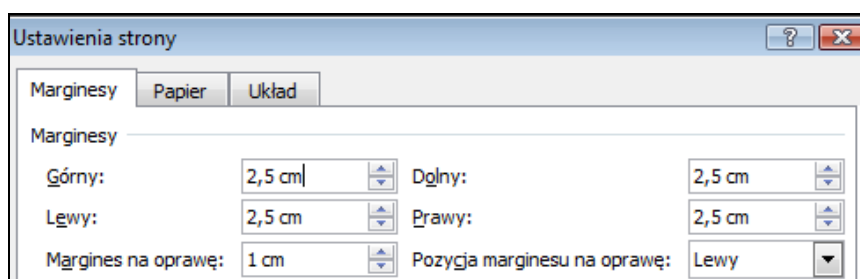 Ustawienia strony
Marginesy Papier Układ
Marginesy
Górny: 2,5 cm Dolny: 2,5 cm
Lewy: 2,5 cm Prawy: 2,5 cm
Margines na oprawę: 1 cm Pozycja marginesu na oprawę: Lewy